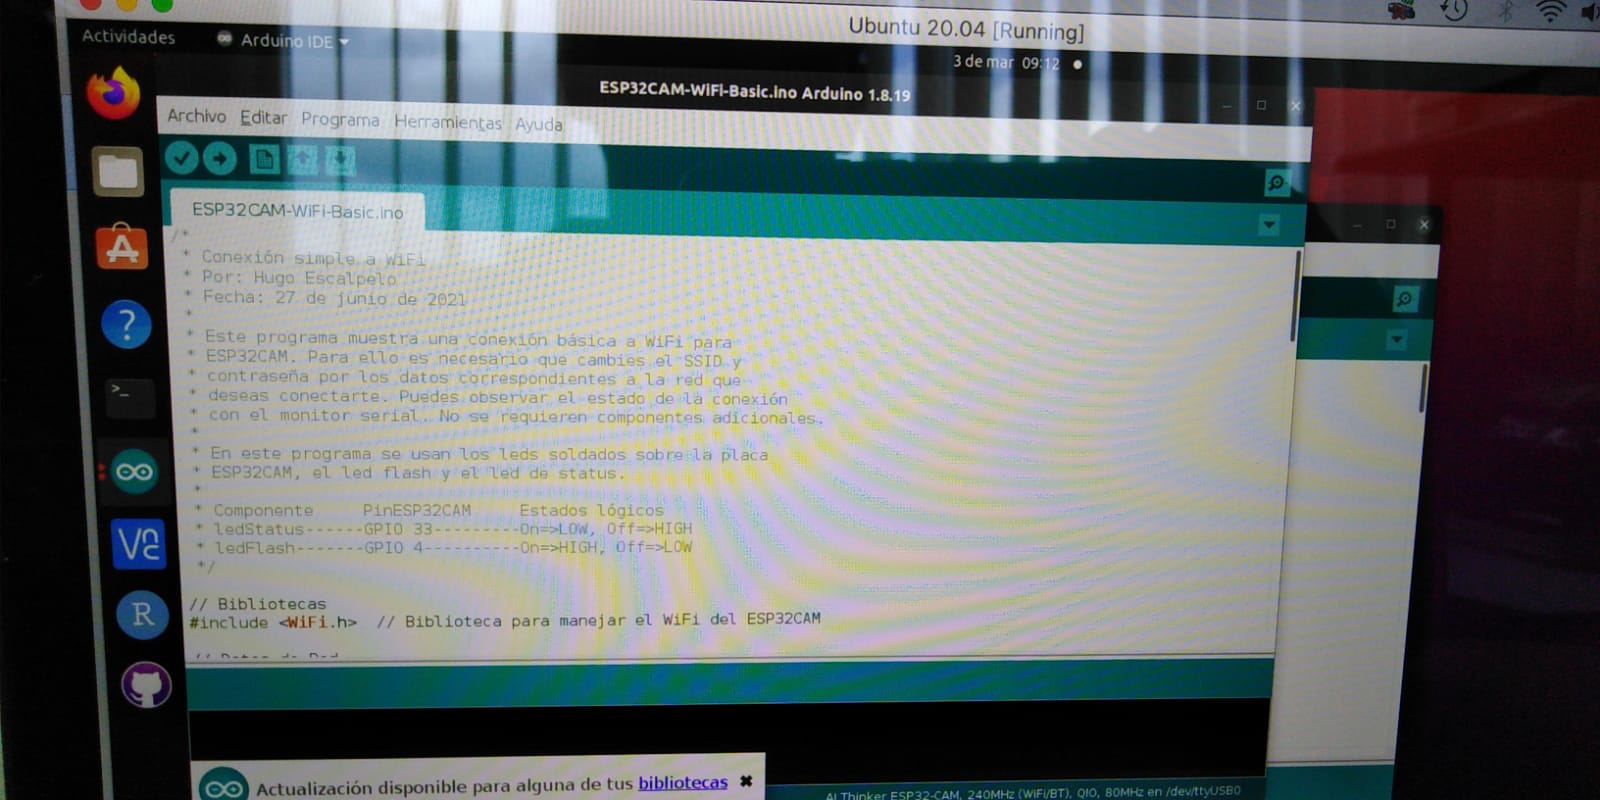 Ubuntu 20.04 [Running]
Actividades
Arduino IDE
3 de mar 09:12
ESP32CAM-WiFi-Basic.ino Arduino 1.8.19
Archivo Editar Programa Herramientas Ayuda
ESP32CAM-WiFi-Basic.ino
/*
* Conexión simple a WiFi
* Por: Hugo Escalpelo
* Fecha: 27 de junio de 2021
*
* Este programa muestra una conexión básica a WiFi para
* ESP32CAM. Para ello es necesario que cambies el SSID y
* contraseña por los datos correspondientes a la red que
* deseas conectarte. Puedes observar el estado de la conexión
* con el monitor serial. No se requieren componentes adicionales.
*
* En este programa se usan los leds soldados sobre la placa
* ESP32CAM, el led flash y el led de status.
*
* Componente PinESP32CAM Estados lógicos
* ledStatus------GPIO 33---------On=>LOW, Off=>HIGH
* ledFlash-------GPIO 4----------On=>HIGH, Off=>LOW
*/
// Bibliotecas
#include <WiFi.h> // Biblioteca para manejar el WiFi del ESP32CAM
Actualización disponible para alguna de tus bibliotecas
AI Thinker ESP32-CAM, 240MHz (WiFi/BT), QIO, 80MHz en /dev/ttyUSB0